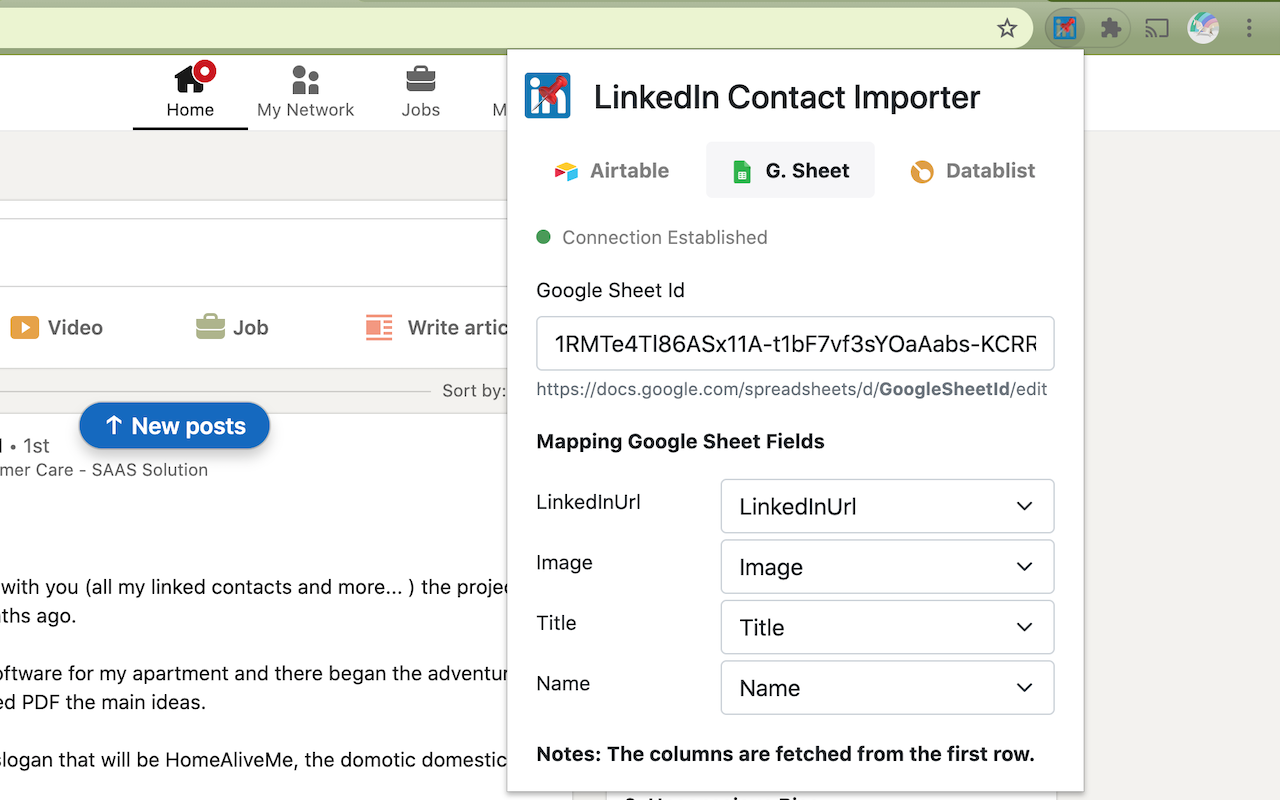 Home
My Network
Jobs
Video
Job
Write artic
Sort by:
New posts
• 1st
mer Care - SAAS Solution
with you (all my linked contacts and more... ) the projec
ths ago.
oftware for my apartment and there began the adventur
ed PDF the main ideas.
slogan that will be HomeAliveMe, the domotic domestic
in
LinkedIn Contact Importer
Airtable
G. Sheet
Datablist
Connection Established
Google Sheet Id
1RMTe4Tl86ASx11A-t1bF7vf3sYOaAabs-KCRR
https://docs.google.com/spreadsheets/d/GoogleSheetId/edit
Mapping Google Sheet Fields
LinkedInUrl LinkedInUrl
Image Image
Title Title
Name Name
Notes: The columns are fetched from the first row.